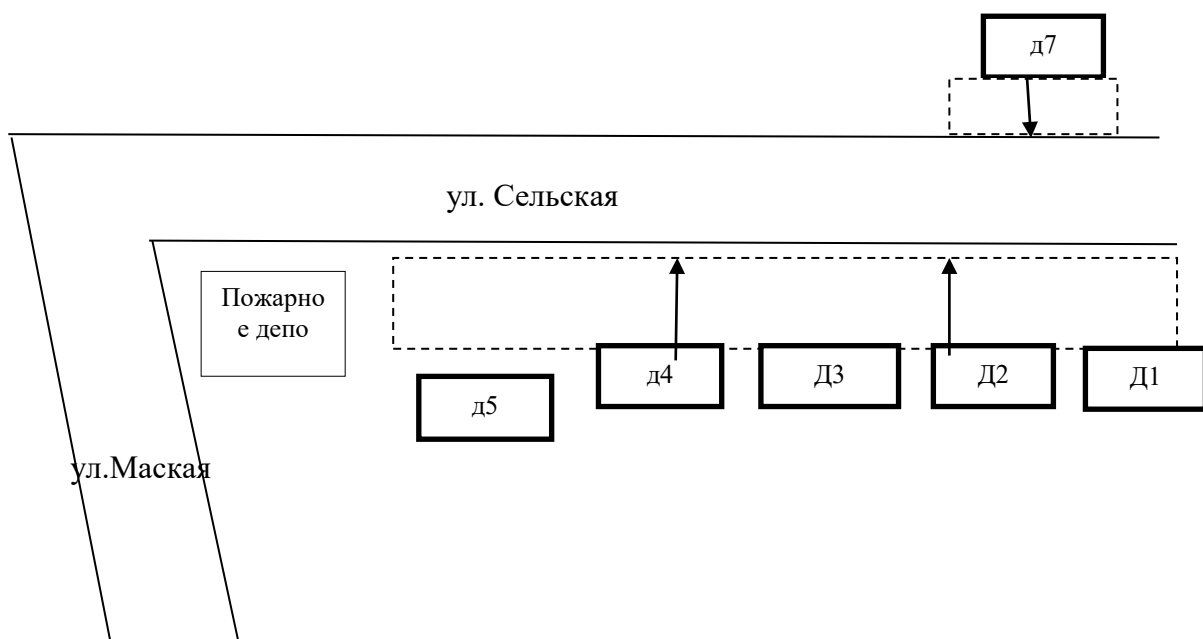 д7
ул. Сельская
Пожарно
е депо
д4
Д3
Д2
Д1
д5
ул.Маская